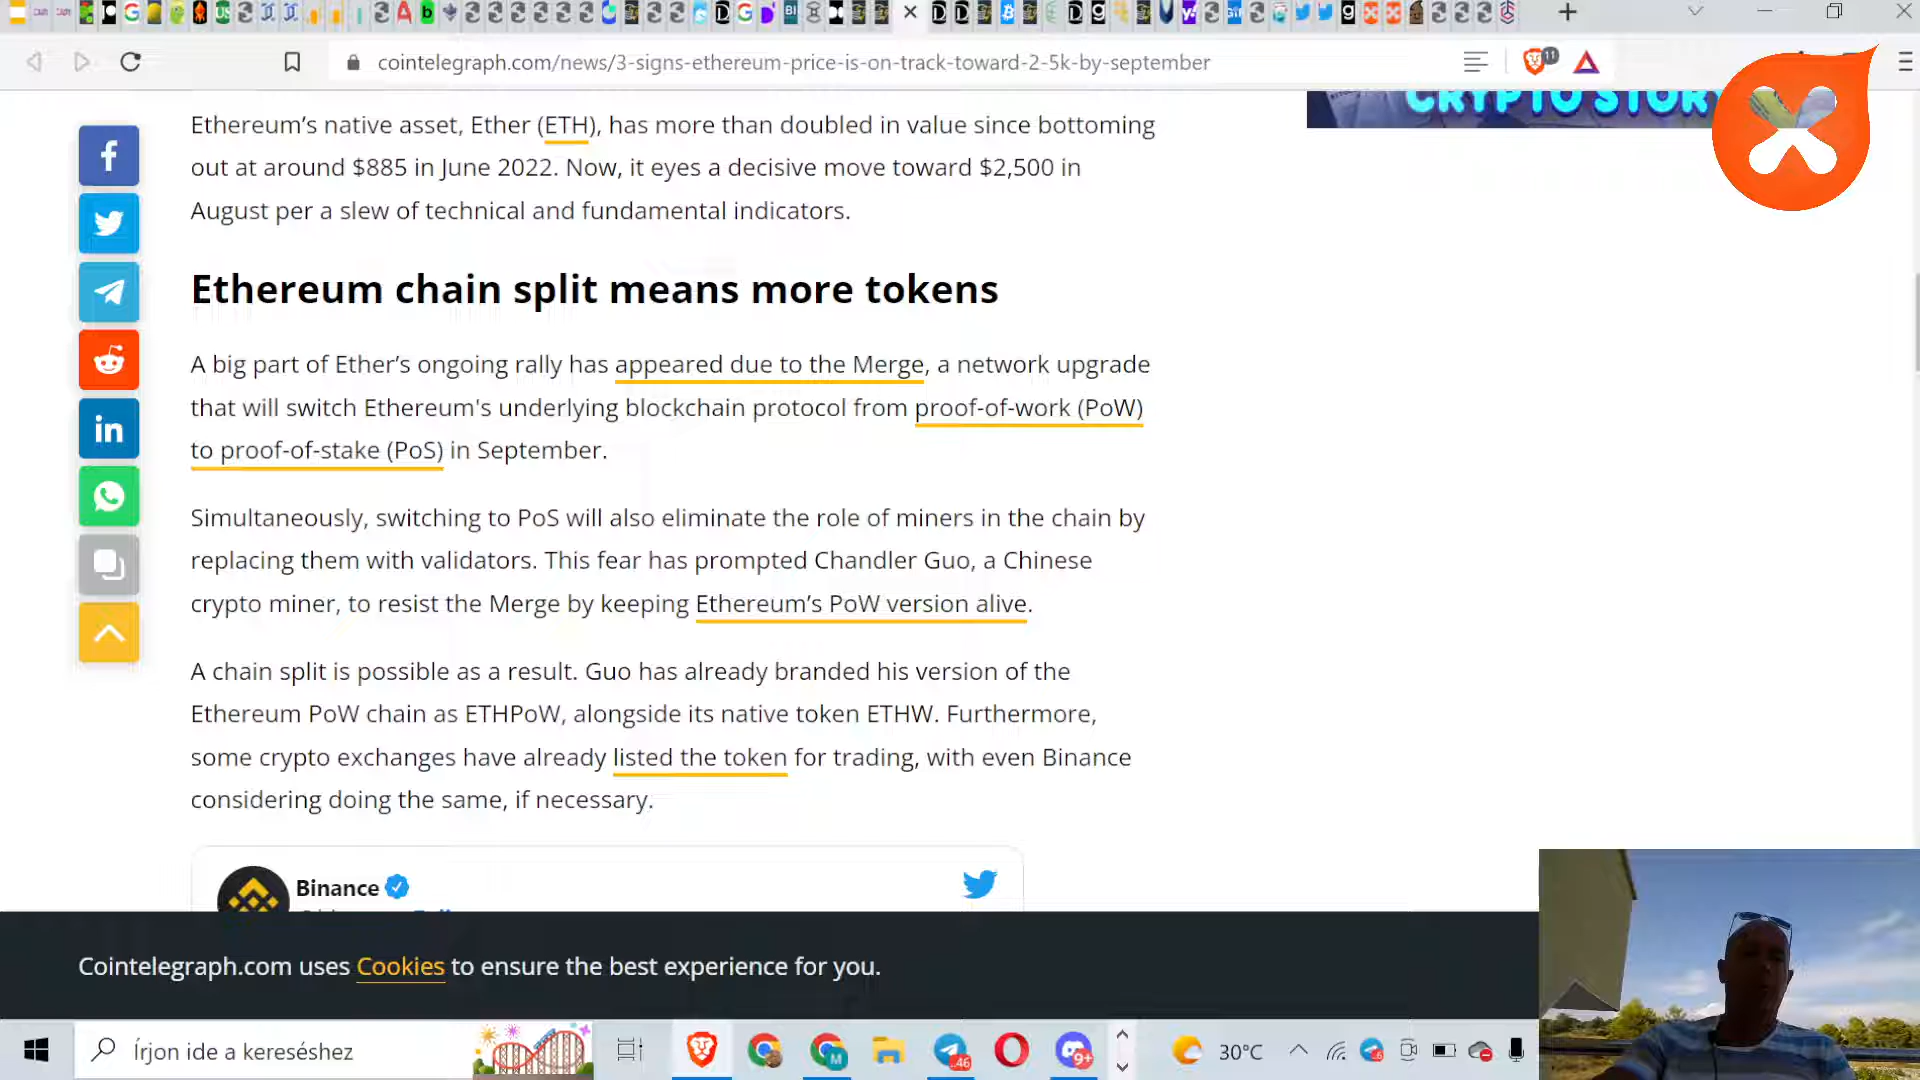 cointelegraph.com/news/3-signs-ethereum-price-is-on-track-toward-2-5k-by-september
11
CRYPTO STORY
Ethereum’s native asset, Ether (ETH), has more than doubled in value since bottoming
out at around $885 in June 2022. Now, it eyes a decisive move toward $2,500 in
August per a slew of technical and fundamental indicators.
Ethereum chain split means more tokens
A big part of Ether’s ongoing rally has appeared due to the Merge, a network upgrade
that will switch Ethereum's underlying blockchain protocol from proof-of-work (PoW)
to proof-of-stake (PoS) in September.
Simultaneously, switching to PoS will also eliminate the role of miners in the chain by
replacing them with validators. This fear has prompted Chandler Guo, a Chinese
crypto miner, to resist the Merge by keeping Ethereum’s PoW version alive.
A chain split is possible as a result. Guo has already branded his version of the
Ethereum PoW chain as ETHPoW, alongside its native token ETHW. Furthermore,
some crypto exchanges have already listed the token for trading, with even Binance
considering doing the same, if necessary.
Binance
Cointelegraph.com uses Cookies to ensure the best experience for you.
Írjon ide a kereséshez
46
9+
30°C